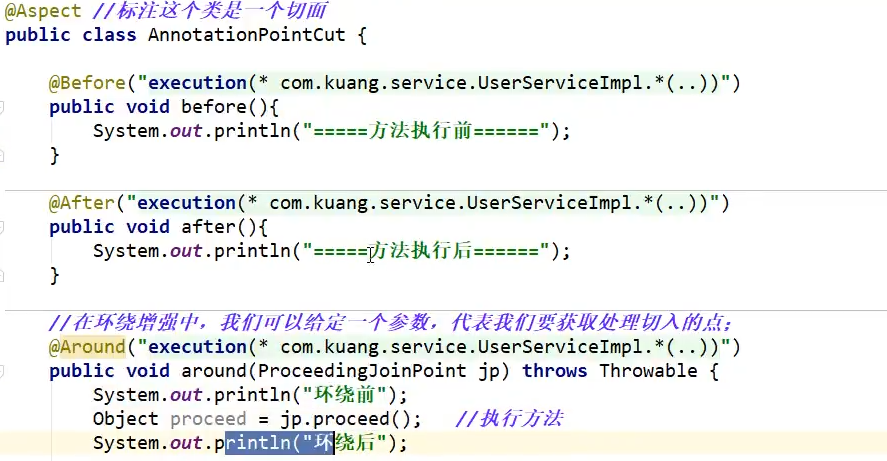 @Aspect //标注这个类是一个切面
public class AnnotationPointCut {
@Before("execution(* com.kuang.service.UserServiceImpl.*(..))")
public void before(){
System.out.println("=====方法执行前======");
}
@After("execution(* com.kuang.service.UserServiceImpl.*(..))")
public void after(){
System.out.println("=====方法执行后======");
}
//在环绕增强中，我们可以给定一个参数，代表我们要获取处理切入的点；
@Around("execution(* com.kuang.service.UserServiceImpl.*(..))")
public void around(ProceedingJoinPoint jp) throws Throwable {
System.out.println("环绕前");
Object proceed = jp.proceed(); //执行方法
System.out.println("环绕后");